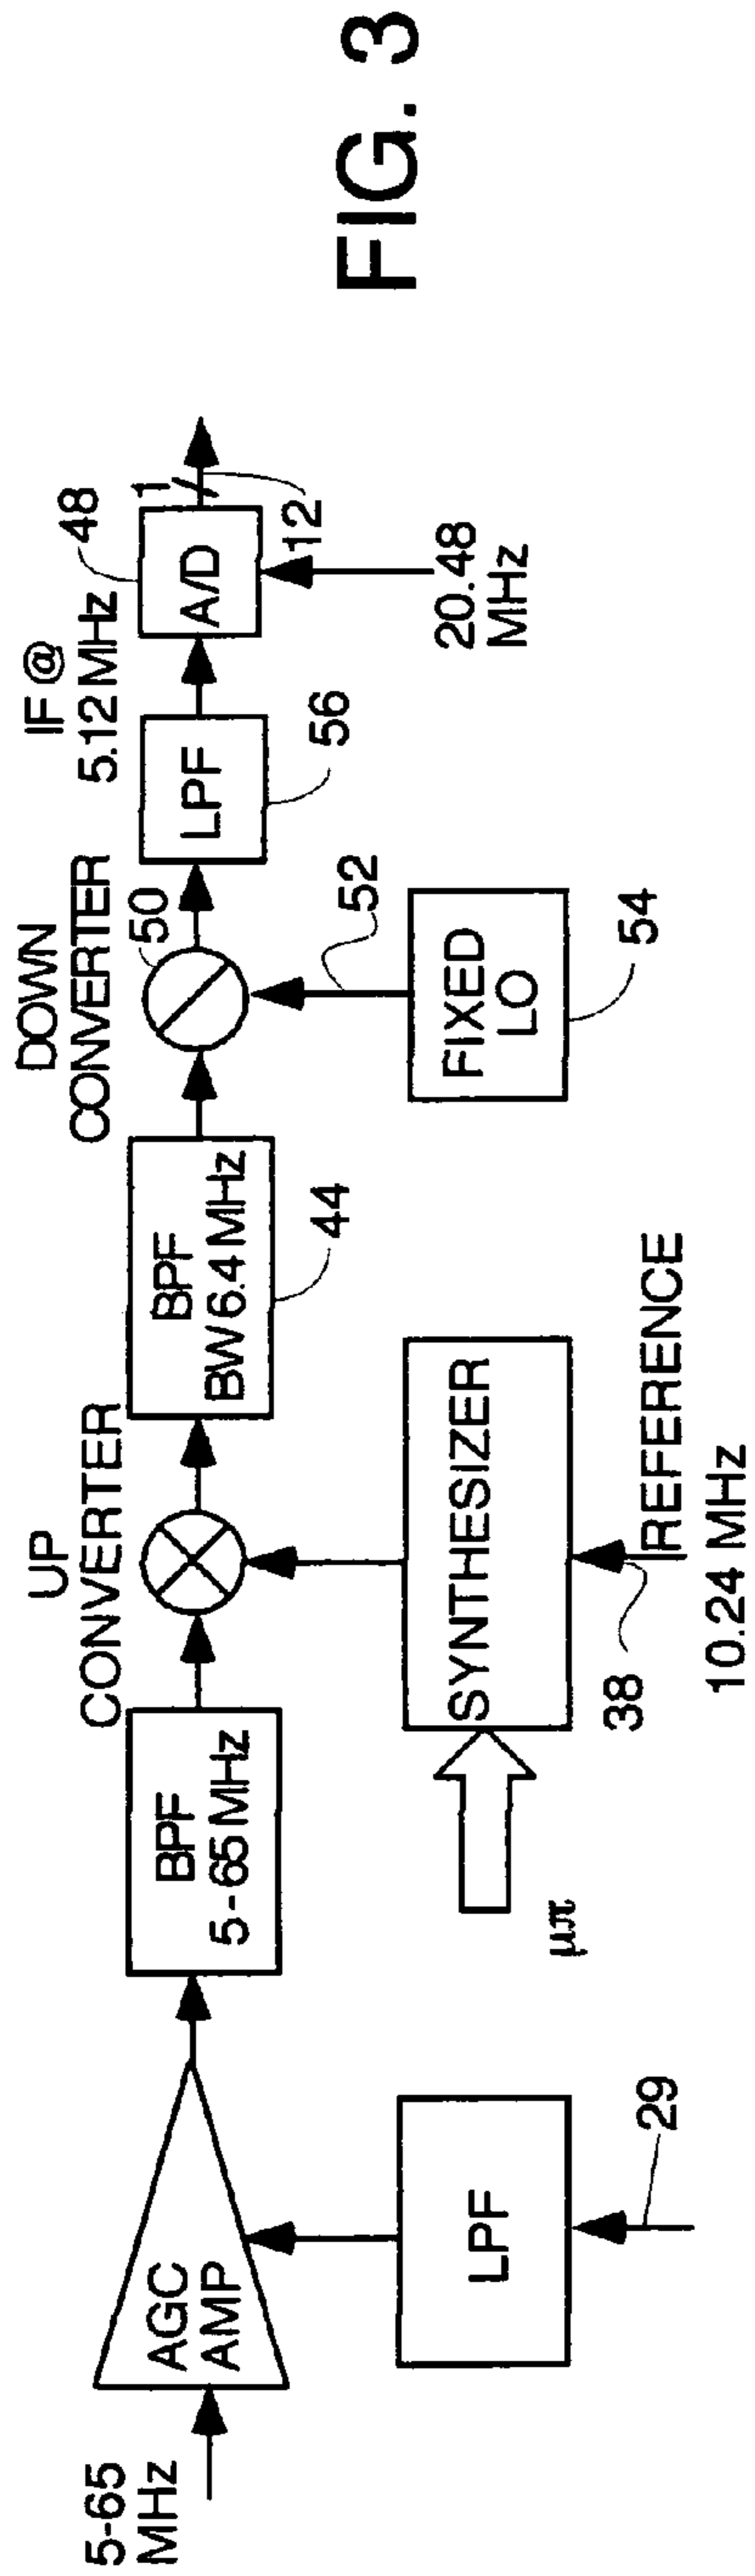 5-65
MHz
AGC
AMP
LPF
29
BPF
5-65 MHz
UP
CONVERTER
μπ
SYNTHESIZER
38
REFERENCE
10.24 MHz
BPF
BW 6.4 MHz
44
DOWN
CONVERTER
50
52
FIXED
LO
54
LPF
56
IF @
5.12 MHz
A/D
48
1
12
20.48
MHz
FIG. 3